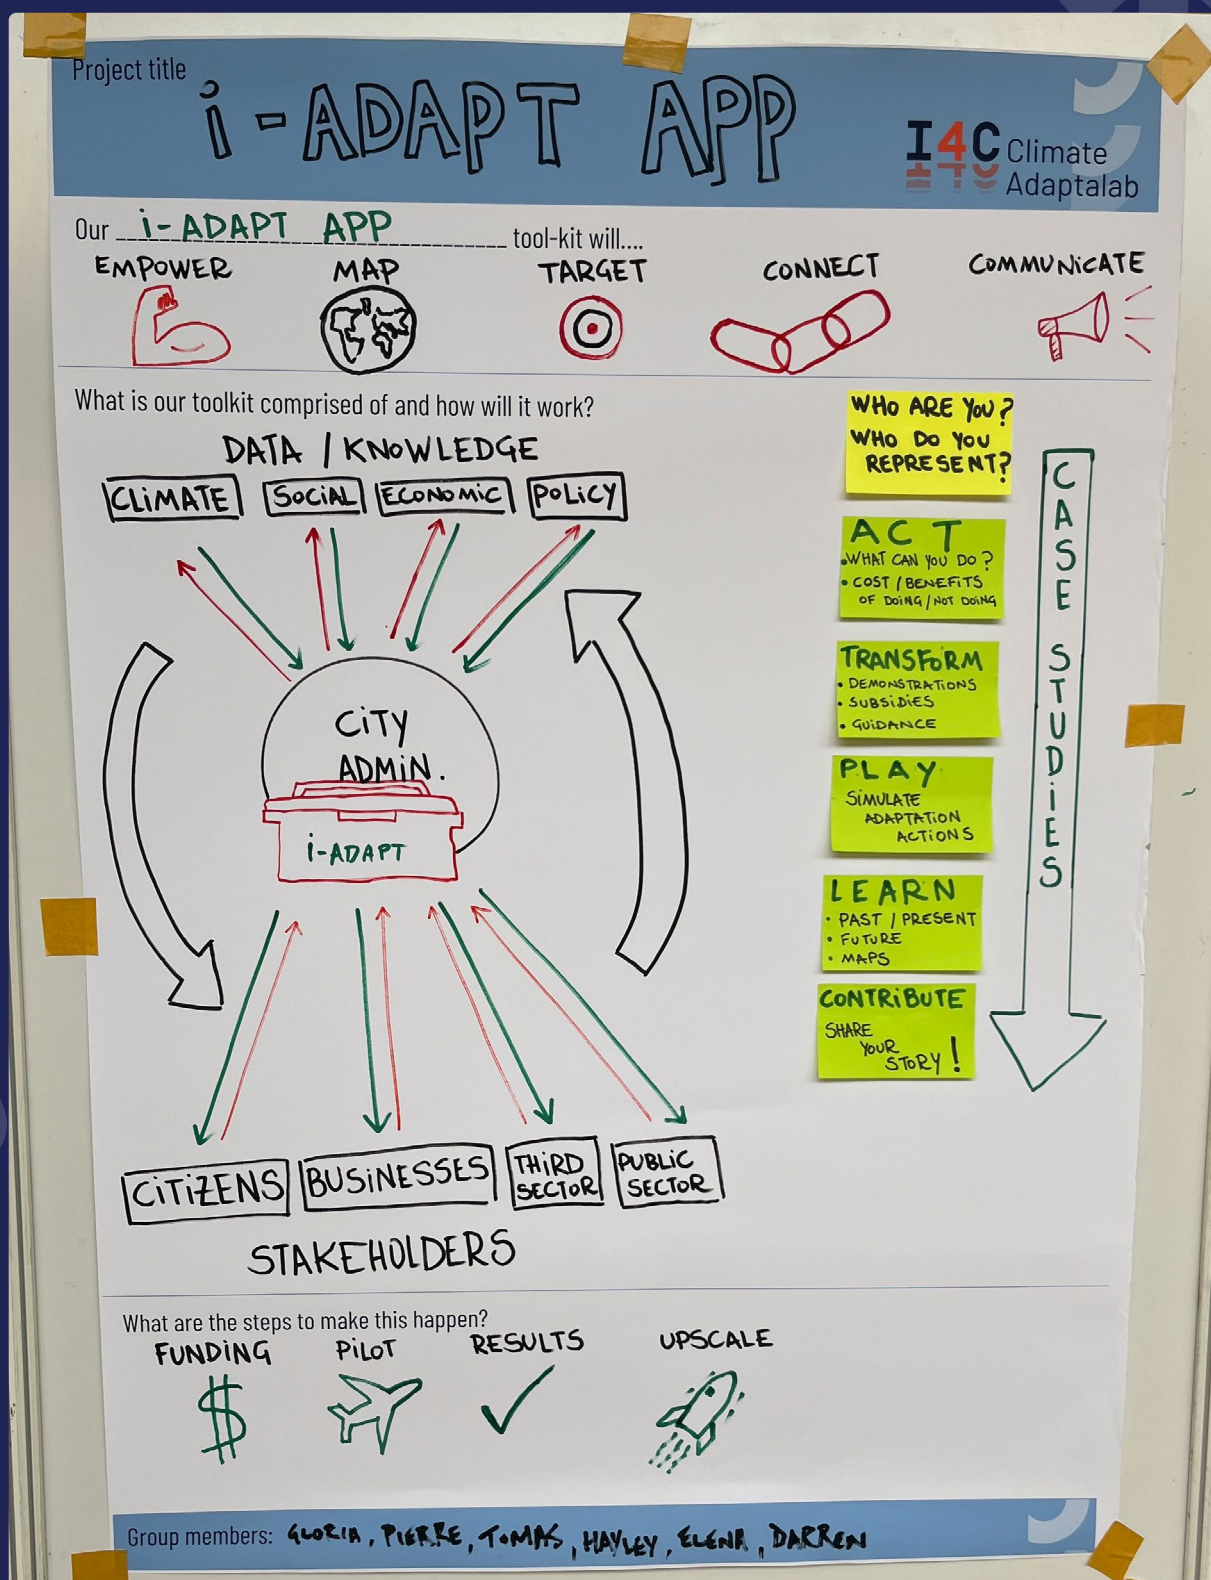 Project title
i-ADAPT APP
I4C Climate
Adaptalab
Our i-ADAPT APP tool-kit will....
EMPOWER MAP TARGET CONNECT COMMUNICATE
What is our toolkit comprised of and how will it work?
DATA / KNOWLEDGE
CLIMATE SOCIAL ECONOMIC POLICY
CITY
ADMIN.
i-ADAPT
CITIZENS BUSINESSES THIRD SECTOR PUBLIC SECTOR
STAKEHOLDERS
WHO ARE YOU?
WHO DO YOU
REPRESENT?
ACT
• WHAT CAN YOU DO?
• COST / BENEFITS
OF DOING / NOT DOING
TRANSFORM
• DEMONSTRATIONS
• SUBSIDIES
• GUIDANCE
PLAY
SIMULATE
ADAPTATION
ACTIONS
LEARN
• PAST / PRESENT
• FUTURE
• MAPS
CONTRIBUTE
SHARE
YOUR
STORY!
CASE STUDIES
What are the steps to make this happen?
FUNDING PILOT RESULTS UPSCALE
$
Group members: GLORIA, PIERRE, TOMAS, HAYLEY, ELENA, DARREN